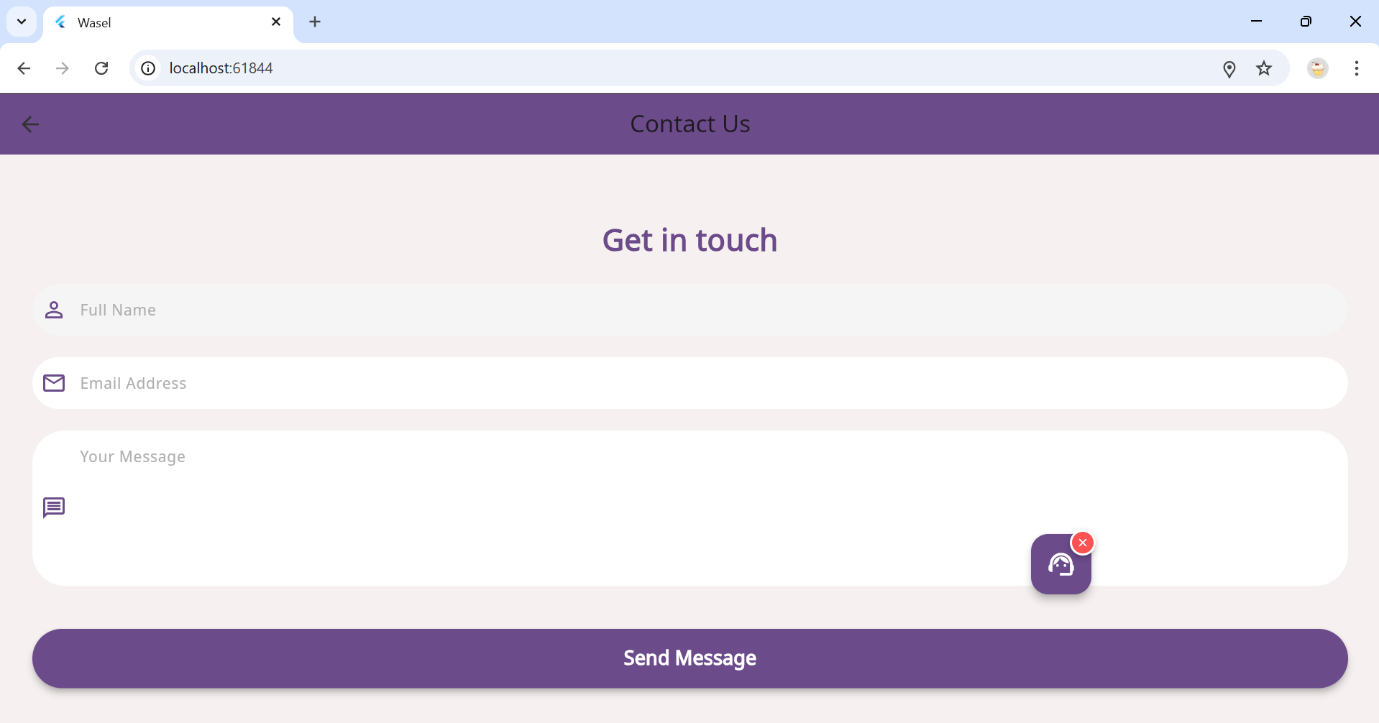 Wasel
localhost:61844
Contact Us
Get in touch
Full Name
Email Address
Your Message
Send Message